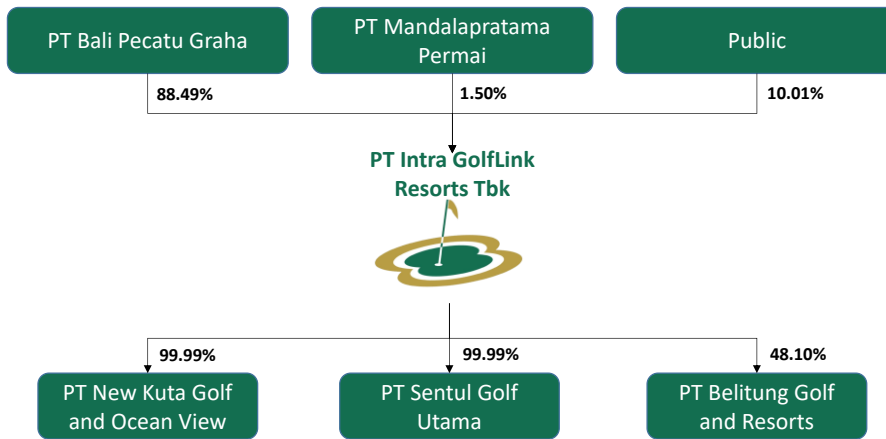 PT Bali Pecatu Graha
PT Mandalapratama
Permai
Public
88.49%
1.50%
10.01%
PT Intra GolfLink
Resorts Tbk
99.99%
99.99%
48.10%
PT New Kuta Golf
and Ocean View
PT Sentul Golf
Utama
PT Belitung Golf
and Resorts